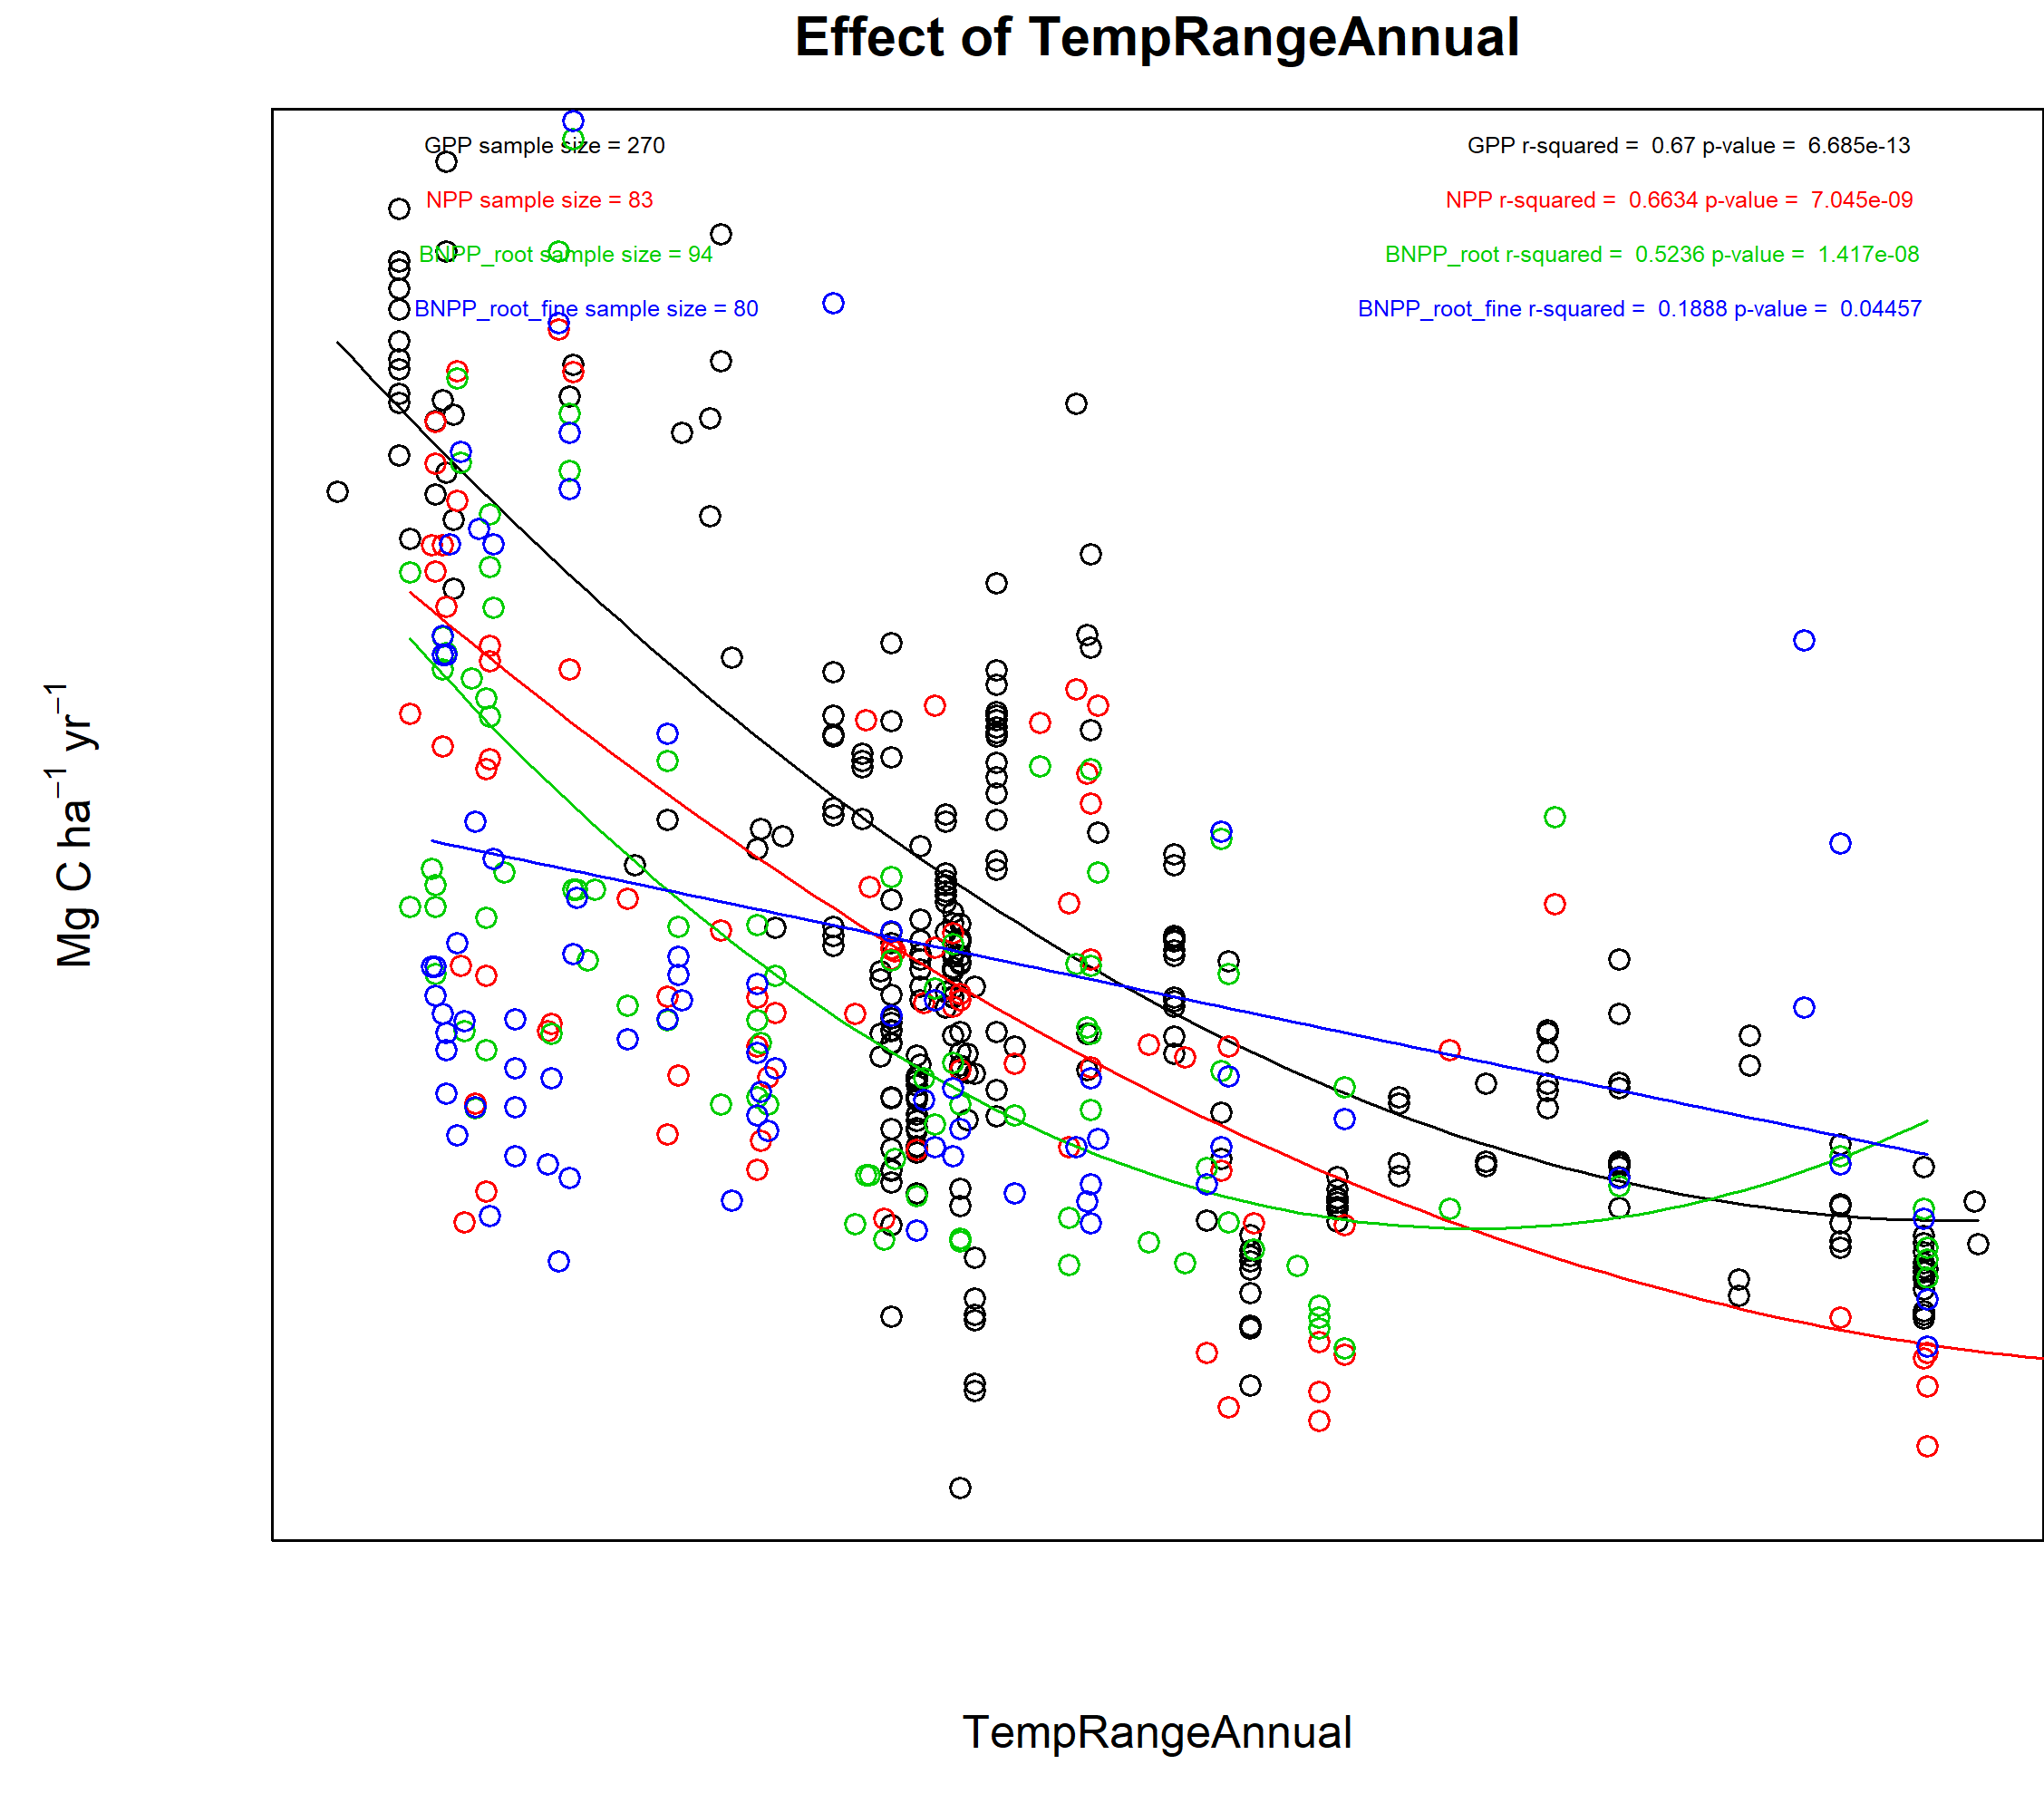 Effect of TempRangeAnnual
GPP sample size = 270
NPP sample size = 83
BNPP_root sample size = 94
BNPP_root_fine sample size = 80
GPP r-squared = 0.67 p-value = 6.685e-13
NPP r-squared = 0.6634 p-value = 7.045e-09
BNPP_root r-squared = 0.5236 p-value = 1.417e-08
BNPP_root_fine r-squared = 0.1888 p-value = 0.04457
Mg C ha⁻¹ yr⁻¹
TempRangeAnnual